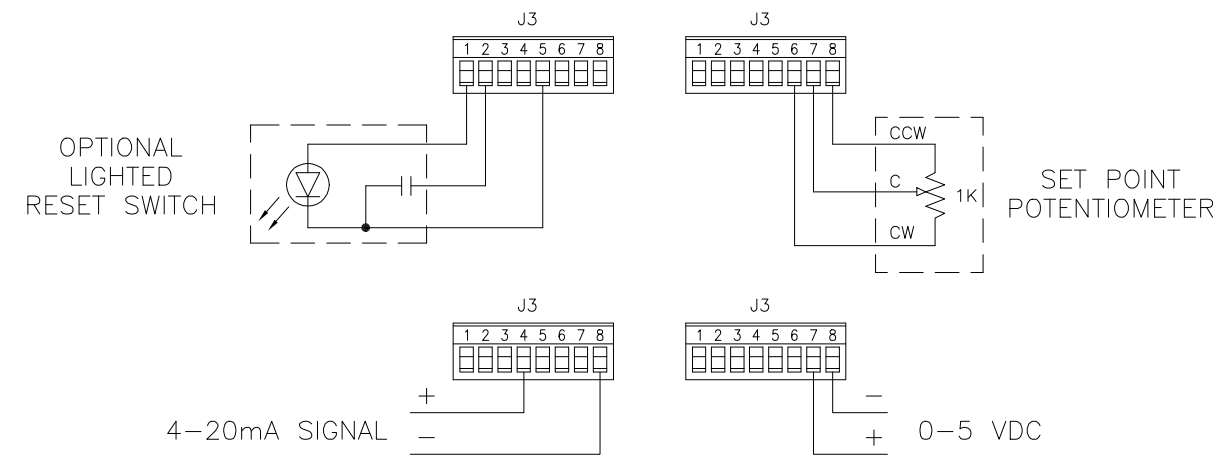 J3
1 2 3 4 5 6 7 8
OPTIONAL
LIGHTED
RESET SWITCH
J3
1 2 3 4 5 6 7 8
CCW
C
1K
CW
SET POINT
POTENTIOMETER
J3
1 2 3 4 5 6 7 8
+
4-20mA SIGNAL
-
J3
1 2 3 4 5 6 7 8
-
+
0-5 VDC